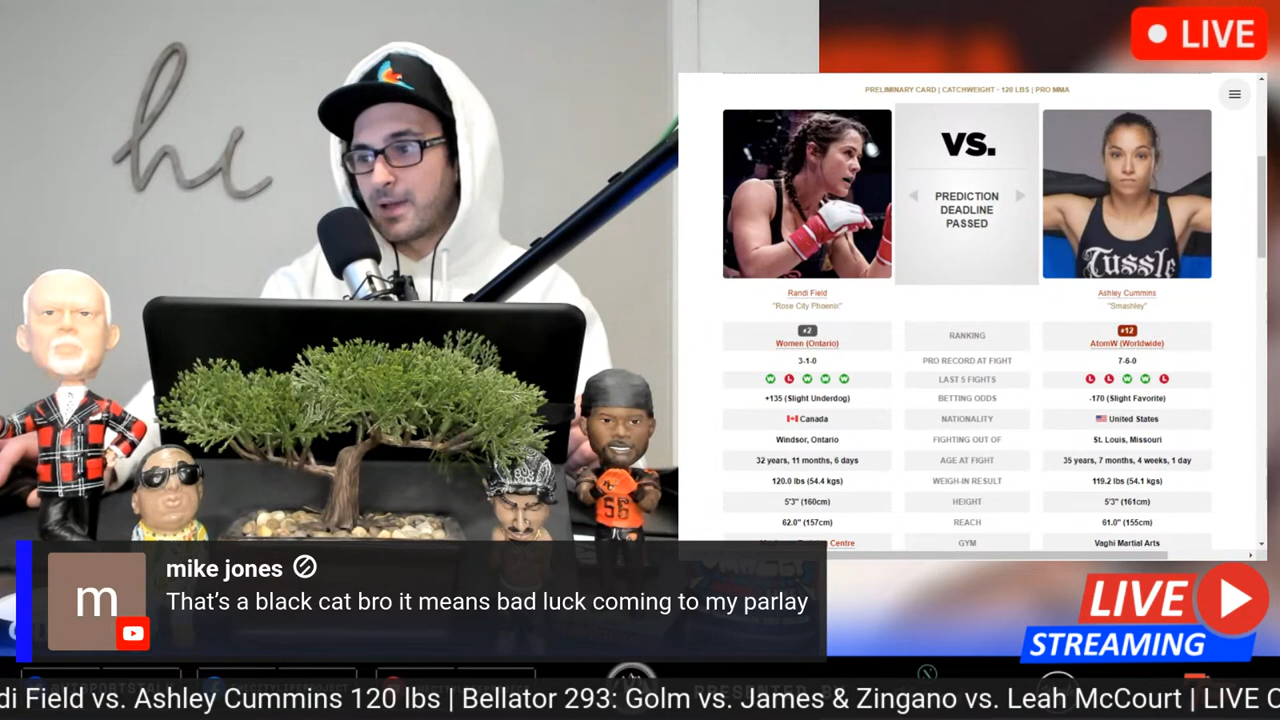 hi
LIVE
PRELIMINARY CARD | CATCHWEIGHT - 120 LBS | PRO MMA
VS.
PREDICTION
DEADLINE
PASSED
Tussle
Randi Field
Ashley Cummins
"Rose City Phoenix"
"Smashley"
#2 RANKING #12
Women (Ontario) AtomW (Worldwide)
3-1-0 PRO RECORD AT FIGHT 7-6-0
W L W W W LAST 5 FIGHTS L L W W L
+135 (Slight Underdog) BETTING ODDS -170 (Slight Favorite)
Canada NATIONALITY United States
Windsor, Ontario FIGHTING OUT OF St. Louis, Missouri
32 years, 11 months, 6 days AGE AT FIGHT 35 years, 7 months, 4 weeks, 1 day
120.0 lbs (54.4 kgs) WEIGH-IN RESULT 119.2 lbs (54.1 kgs)
5'3" (160cm) HEIGHT 5'3" (161cm)
62.0" (157cm) REACH 61.0" (155cm)
Centre GYM Vaghi Martial Arts
56
m
mike jones
That's a black cat bro it means bad luck coming to my parlay
LIVE
STREAMING
PRESENTED
di Field vs. Ashley Cummins 120 lbs | Bellator 293: Golm vs. James & Zingano vs. Leah McCourt | LIVE